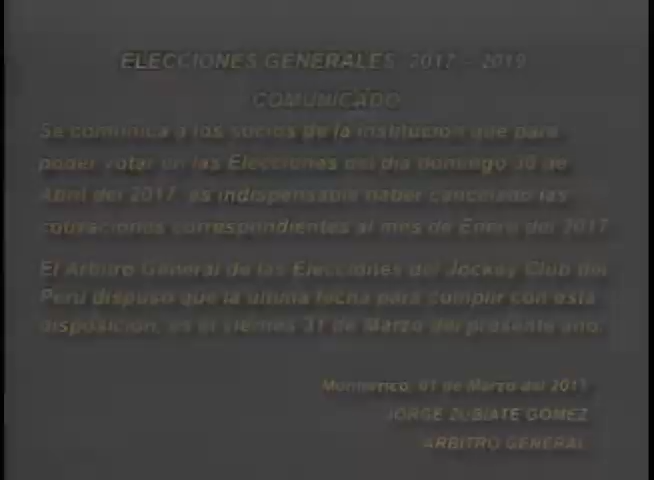 ELECCIONES GENERALES 2017 - 2019
COMUNICADO
Se comunica a los socios de la Institución que para
poder votar en las Elecciones del día domingo 30 de
Abril del 2017, es indispensable haber cancelado las
cotizaciones correspondientes al mes de Enero del 2017
El Arbitro General de las Elecciones del Jockey Club del
Perú dispuso que la última fecha para cumplir con esta
disposición, es el viernes 31 de Marzo del presente año.
Monterrico, 01 de Marzo del 2017
JORGE ZUBIATE GOMEZ
ARBITRO GENERAL